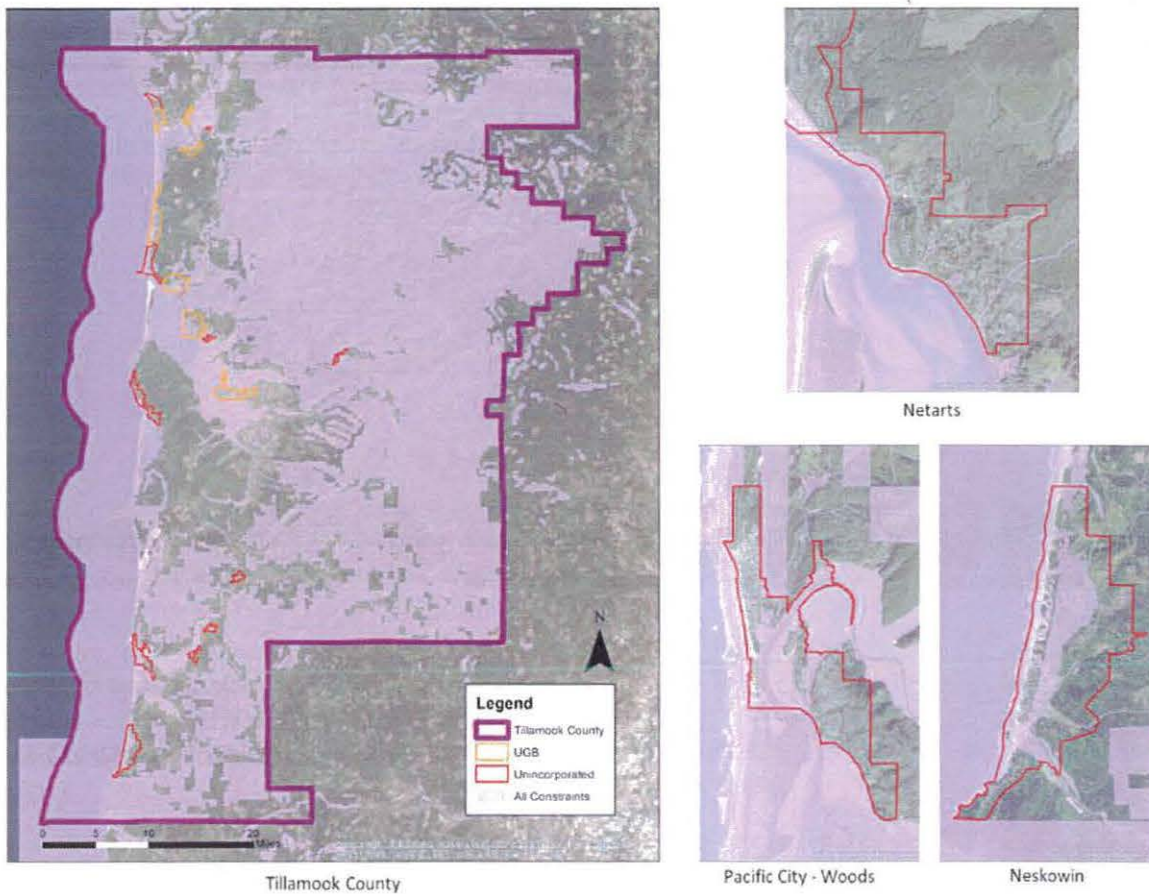 N
Legend
Tillamook County
UGB
Unincorporated
All Constraints
0 5 10 20
Miles
Tillamook County
Netarts
Pacific City - Woods
Neskowin